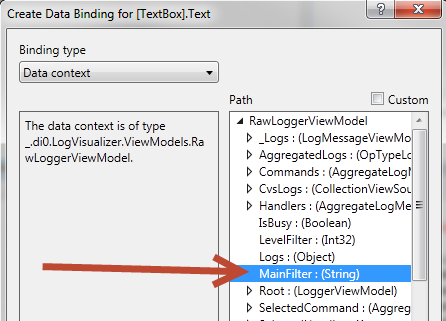 Create Data Binding for [TextBox].Text
?
Binding type
Data context
Path
Custom
The data context is of type
_.di0.LogVisualizer.ViewModels.Ra
wLoggerViewModel.
RawLoggerViewModel
_Logs : (LogMessageViewMo
AggregatedLogs : (OpTypeLo
Commands : (AggregateLogM
CvsLogs : (CollectionViewSou
Handlers : (AggregateLogMe
IsBusy : (Boolean)
LevelFilter : (Int32)
Logs : (Object)
MainFilter : (String)
Root : (LoggerViewModel)
SelectedCommand : (Aggreg